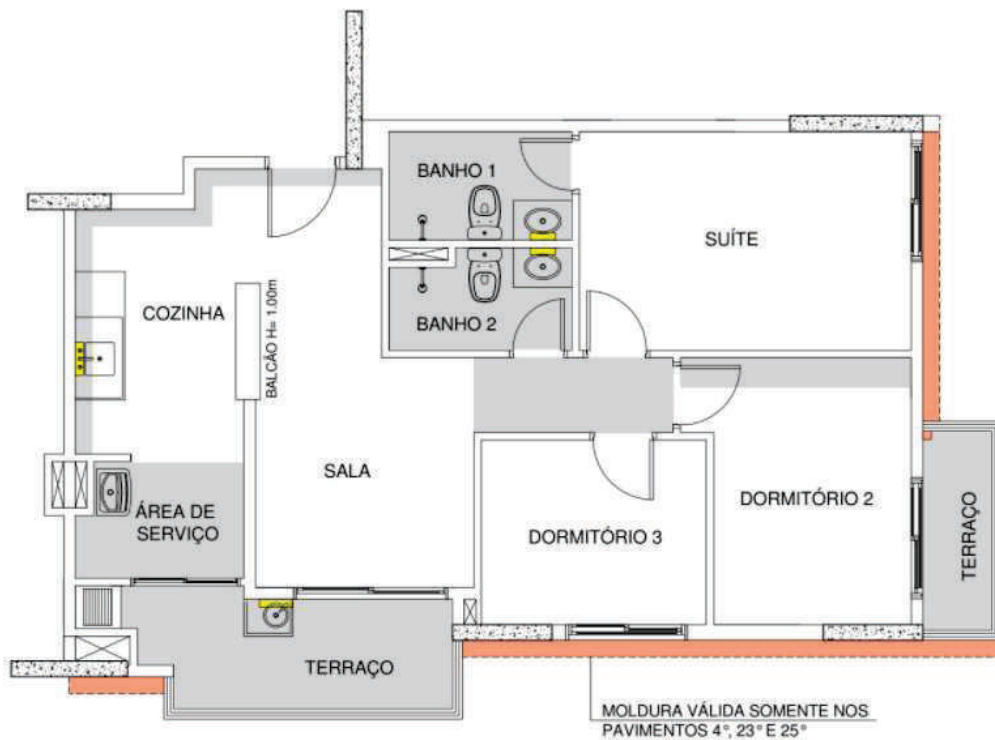 BANHO 1
SUÍTE
COZINHA
BALCÃO H= 1.00m
BANHO 2
SALA
DORMITÓRIO 2
ÁREA DE
SERVIÇO
DORMITÓRIO 3
TERRAÇO
TERRAÇO
MOLDURA VÁLIDA SOMENTE NOS
PAVIMENTOS 4°, 23° E 25°